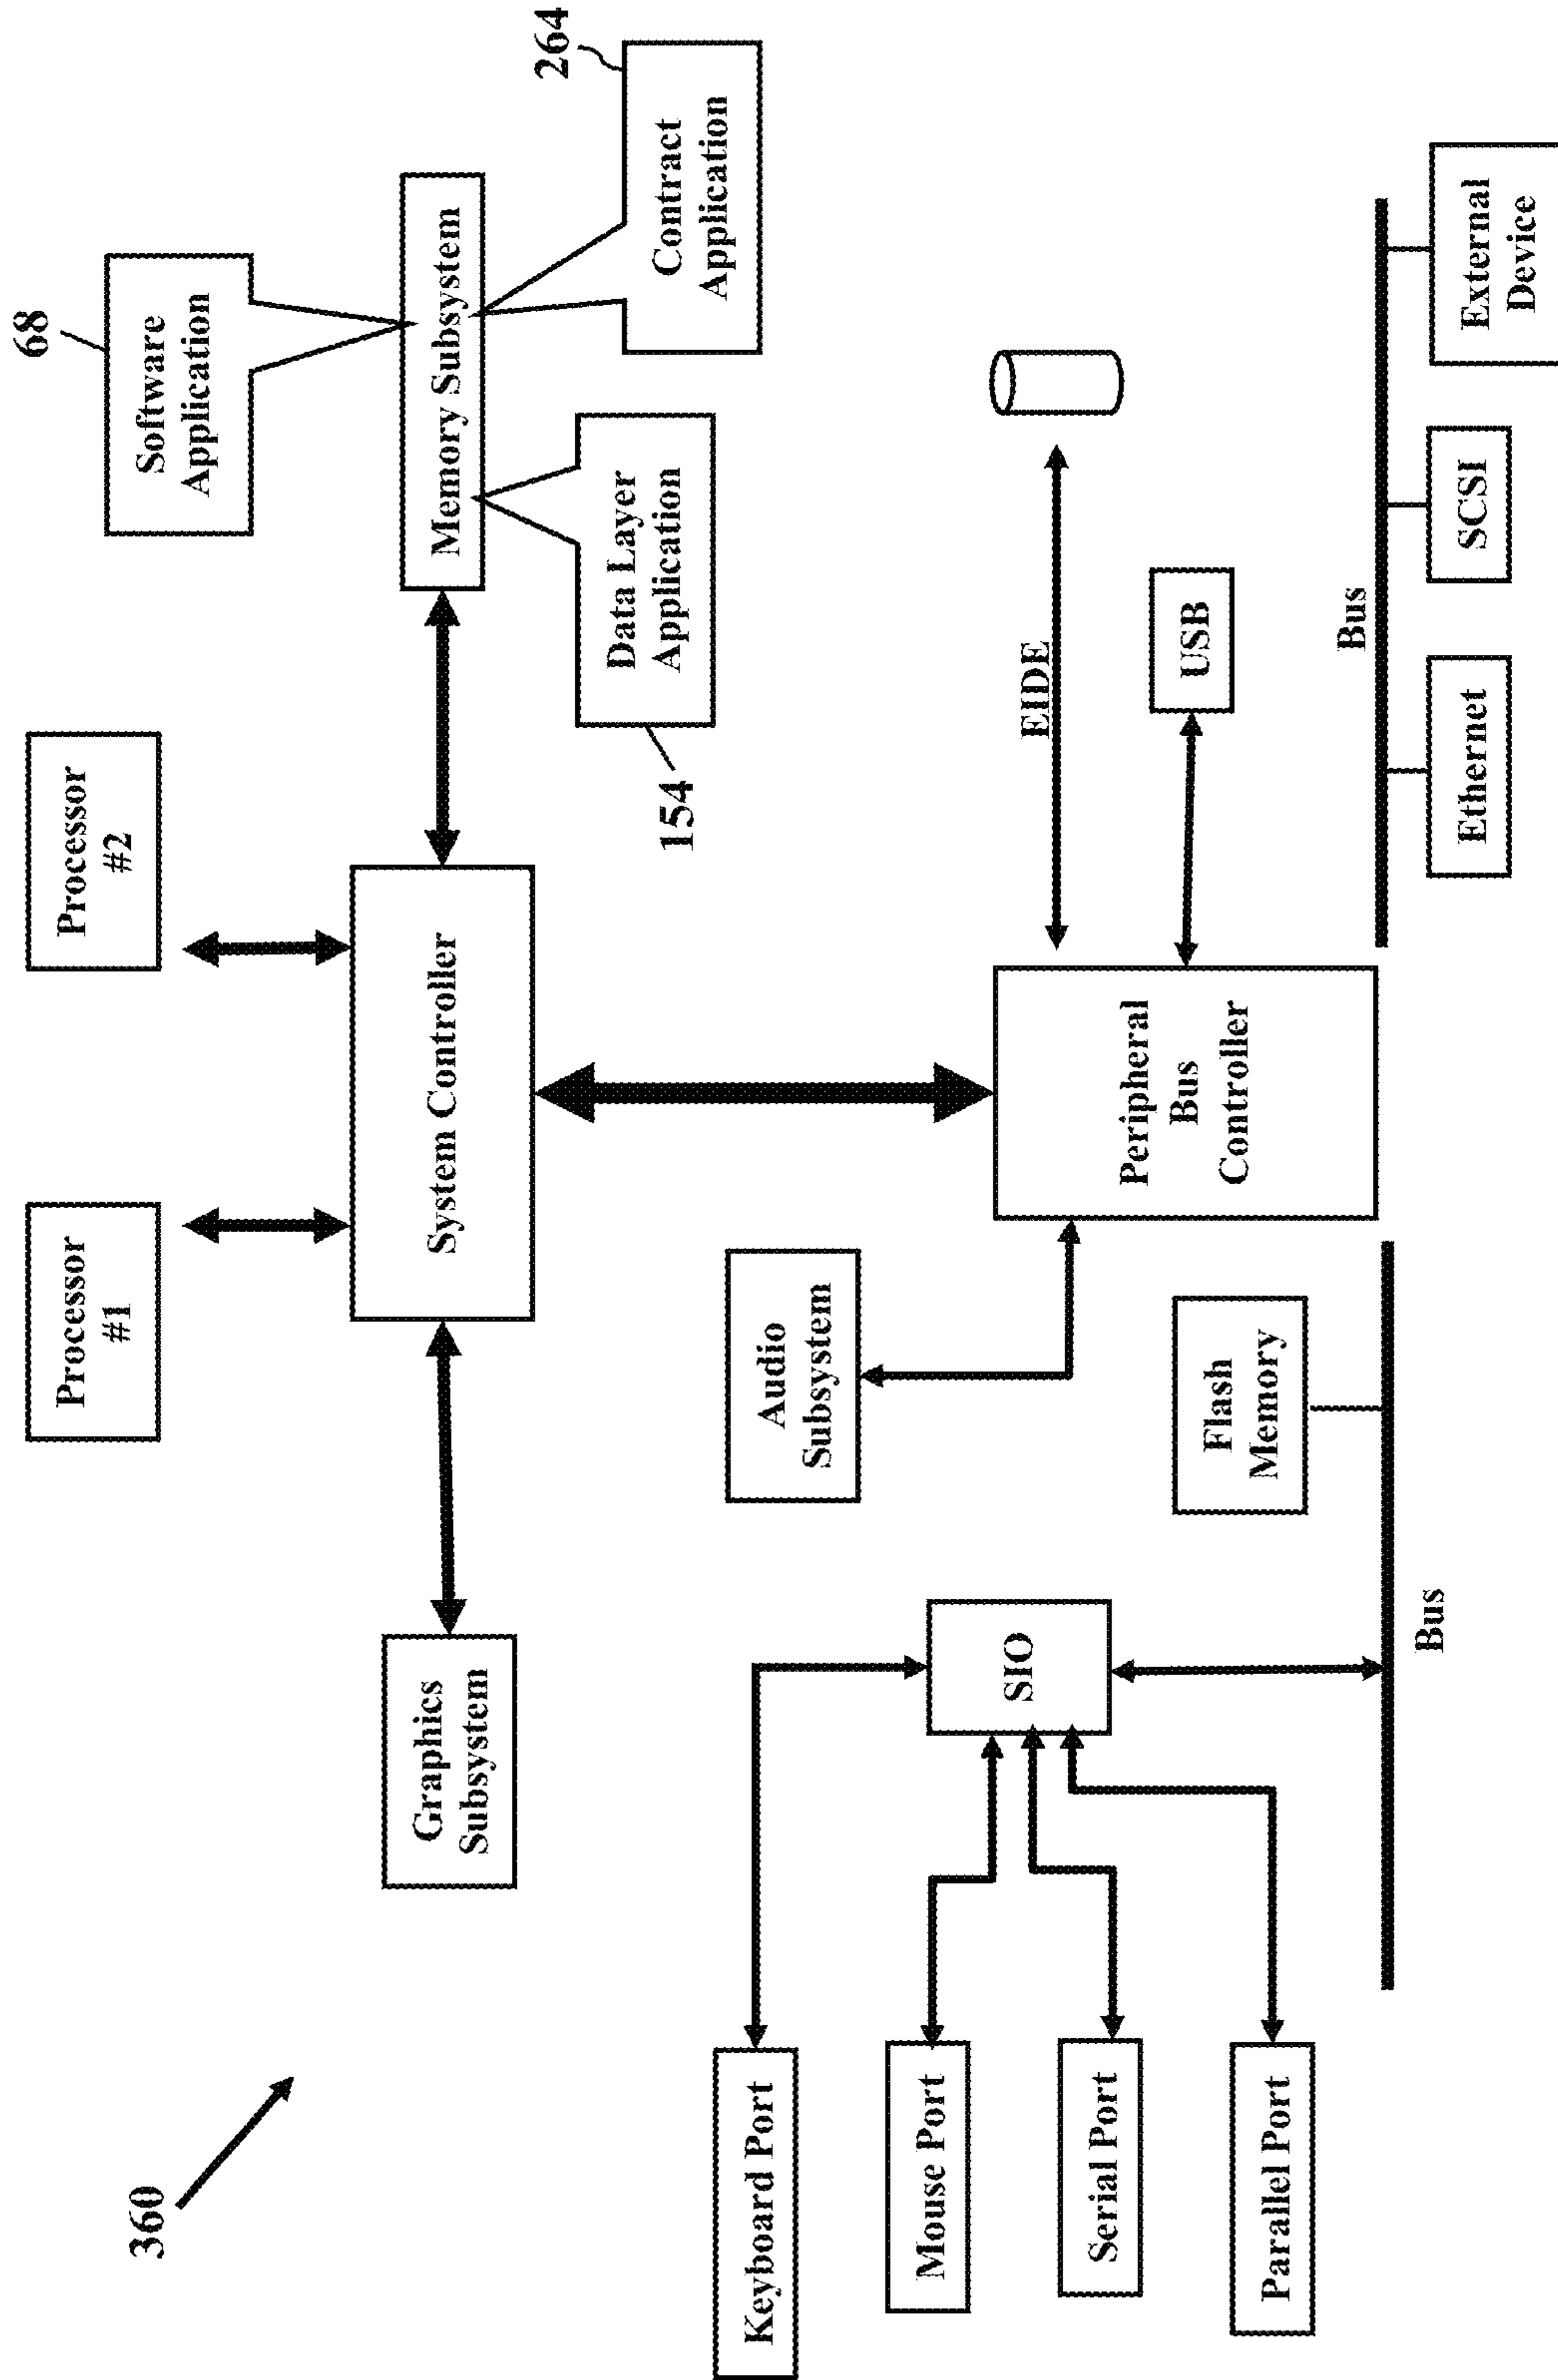 360
Processor
#1
Processor
#2
68
Software
Application
Graphics
Subsystem
System Controller
Memory Subsystem
264
Contract
Application
Data Layer
Application
154
Keyboard Port
Audio
Subsystem
Mouse Port
SIO
EIDE
Peripheral
Bus
Controller
Serial Port
Flash
Memory
USB
Parallel Port
Bus
Bus
Ethernet
SCSI
External
Device